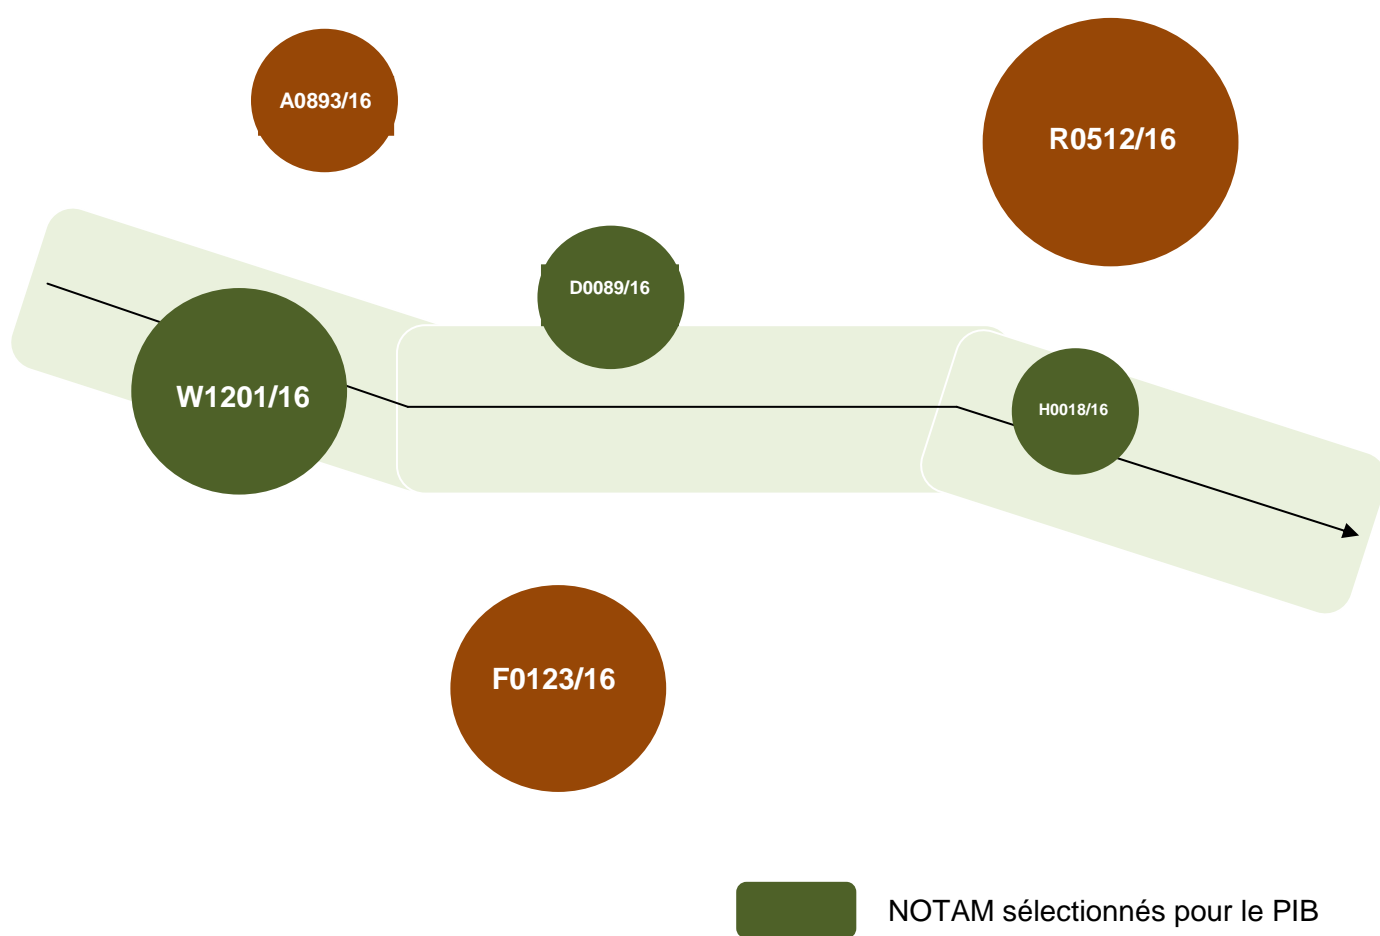 A0893/16
R0512/16
D0089/16
W1201/16
H0018/16
F0123/16
NOTAM sélectionnés pour le PIB